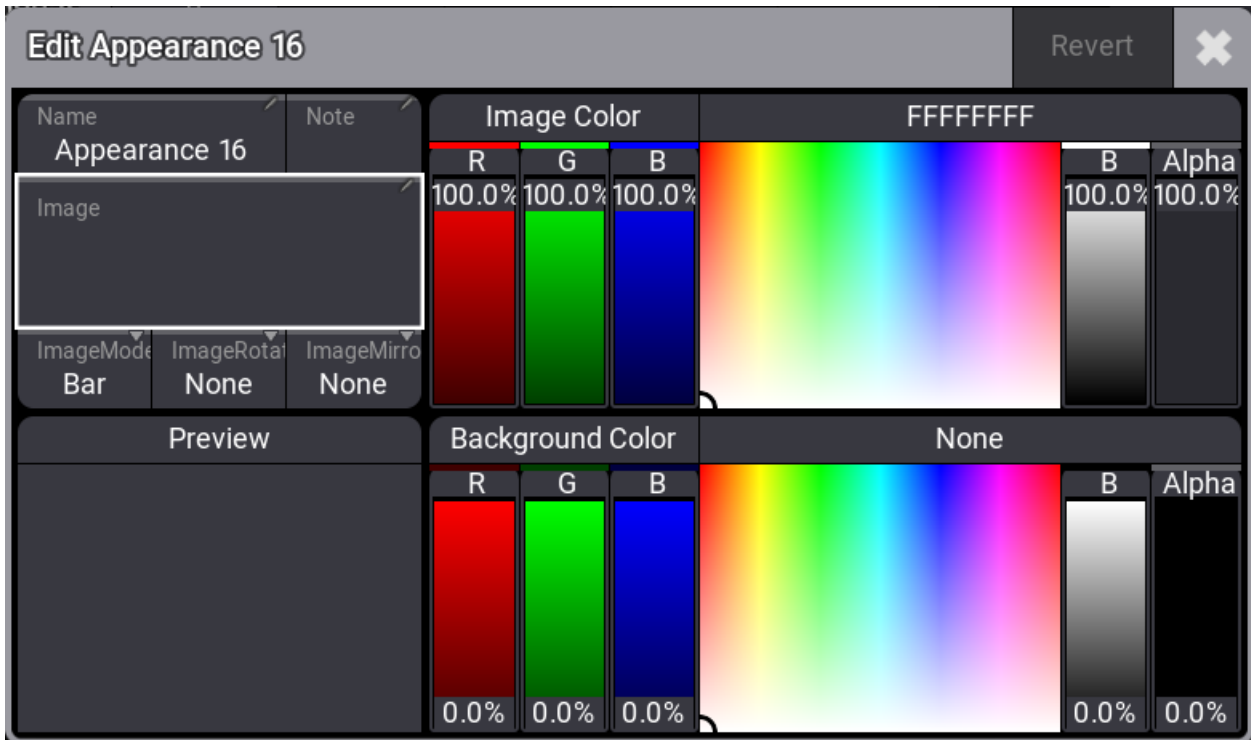 Edit Appearance 16
Revert
Name
Appearance 16
Note
Image
ImageMode
Bar
ImageRotat
None
ImageMirro
None
Image Color
FFFFFFFF
R G B
100.0% 100.0% 100.0%
B Alpha
100.0% 100.0%
Preview
Background Color
None
R G B
0.0% 0.0% 0.0%
B Alpha
0.0% 0.0%